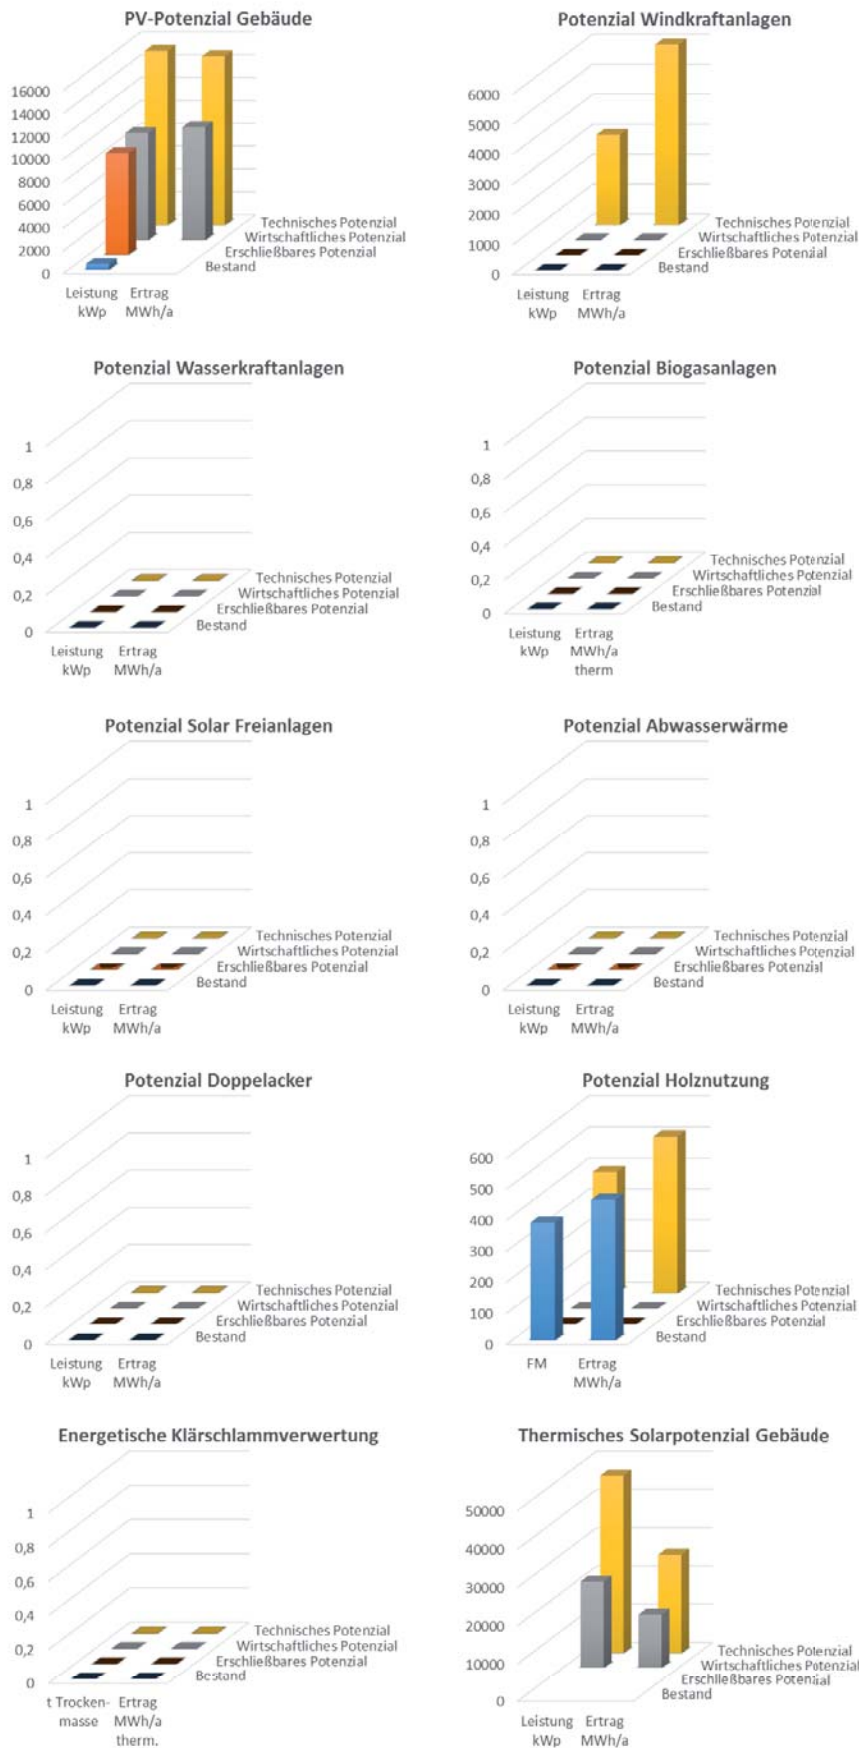 PV-Potenzial Gebäude
16000
14000
12000
10000
8000
6000
4000
2000
0
Technisches Potenzial
Wirtschaftliches Potenzial
Erschließbares Potenzial
Bestand
Leistung Ertrag
kWp MWh/a
Potenzial Windkraftanlagen
6000
5000
4000
3000
2000
1000
0
Technisches Potenzial
Wirtschaftliches Potenzial
Erschließbares Potenzial
Bestand
Leistung Ertrag
kWp MWh/a
Potenzial Wasserkraftanlagen
1
0,8
0,6
0,4
0,2
0
Technisches Potenzial
Wirtschaftliches Potenzial
Erschließbares Potenzial
Bestand
Leistung Ertrag
kWp MWh/a
Potenzial Biogasanlagen
1
0,8
0,6
0,4
0,2
0
Technisches Potenzial
Wirtschaftliches Potenzial
Erschließbares Potenzial
Bestand
Leistung Ertrag
kWp MWh/a
therm
Potenzial Solar Freianlagen
1
0,8
0,6
0,4
0,2
0
Technisches Potenzial
Wirtschaftliches Potenzial
Erschließbares Potenzial
Bestand
Leistung Ertrag
kWp MWh/a
Potenzial Abwasserwärme
1
0,8
0,6
0,4
0,2
0
Technisches Potenzial
Wirtschaftliches Potenzial
Erschließbares Potenzial
Bestand
Leistung Ertrag
kWp MWh/a
Potenzial Doppelacker
1
0,8
0,6
0,4
0,2
0
Technisches Potenzial
Wirtschaftliches Potenzial
Erschließbares Potenzial
Bestand
Leistung Ertrag
kWp MWh/a
Potenzial Holznutzung
600
500
400
300
200
100
0
Technisches Potenzial
Wirtschaftliches Potenzial
Erschließbares Potenzial
Bestand
FM Ertrag
MWh/a
Energetische Klärschlammverwertung
1
0,8
0,6
0,4
0,2
0
Technisches Potenzial
Wirtschaftliches Potenzial
Erschließbares Potenzial
Bestand
t Trocken- Ertrag
masse MWh/a
therm.
Thermisches Solarpotenzial Gebäude
50000
40000
30000
20000
10000
0
Technisches Potenzial
Wirtschaftliches Potenzial
Erschließbares Potenzial
Bestand
Leistung Ertrag
kWp MWh/a